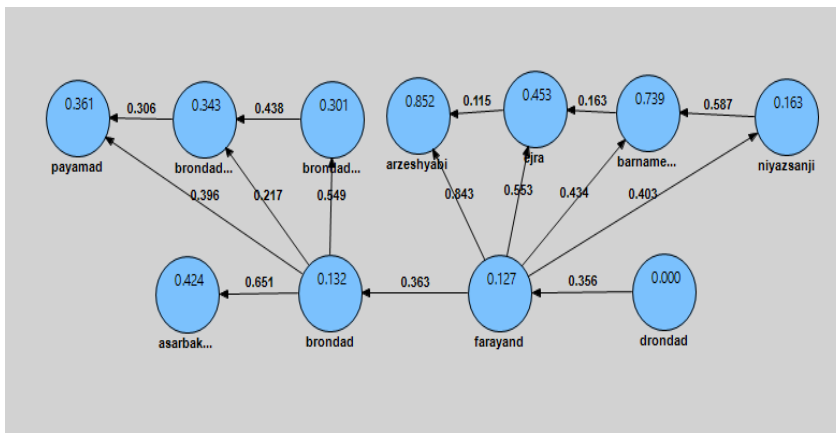 0.361
0.306
0.343
0.438
0.301
0.852
0.115
0.453
0.163
0.739
0.587
0.163
payamad
brondad...
brondad...
arzeshyabi
ejra
barname...
niyazsanji
0.396
0.217
0.549
0.843
0.553
0.434
0.403
0.424
0.651
0.132
0.363
0.127
0.356
0.000
asarbak...
brondad
farayand
drondad